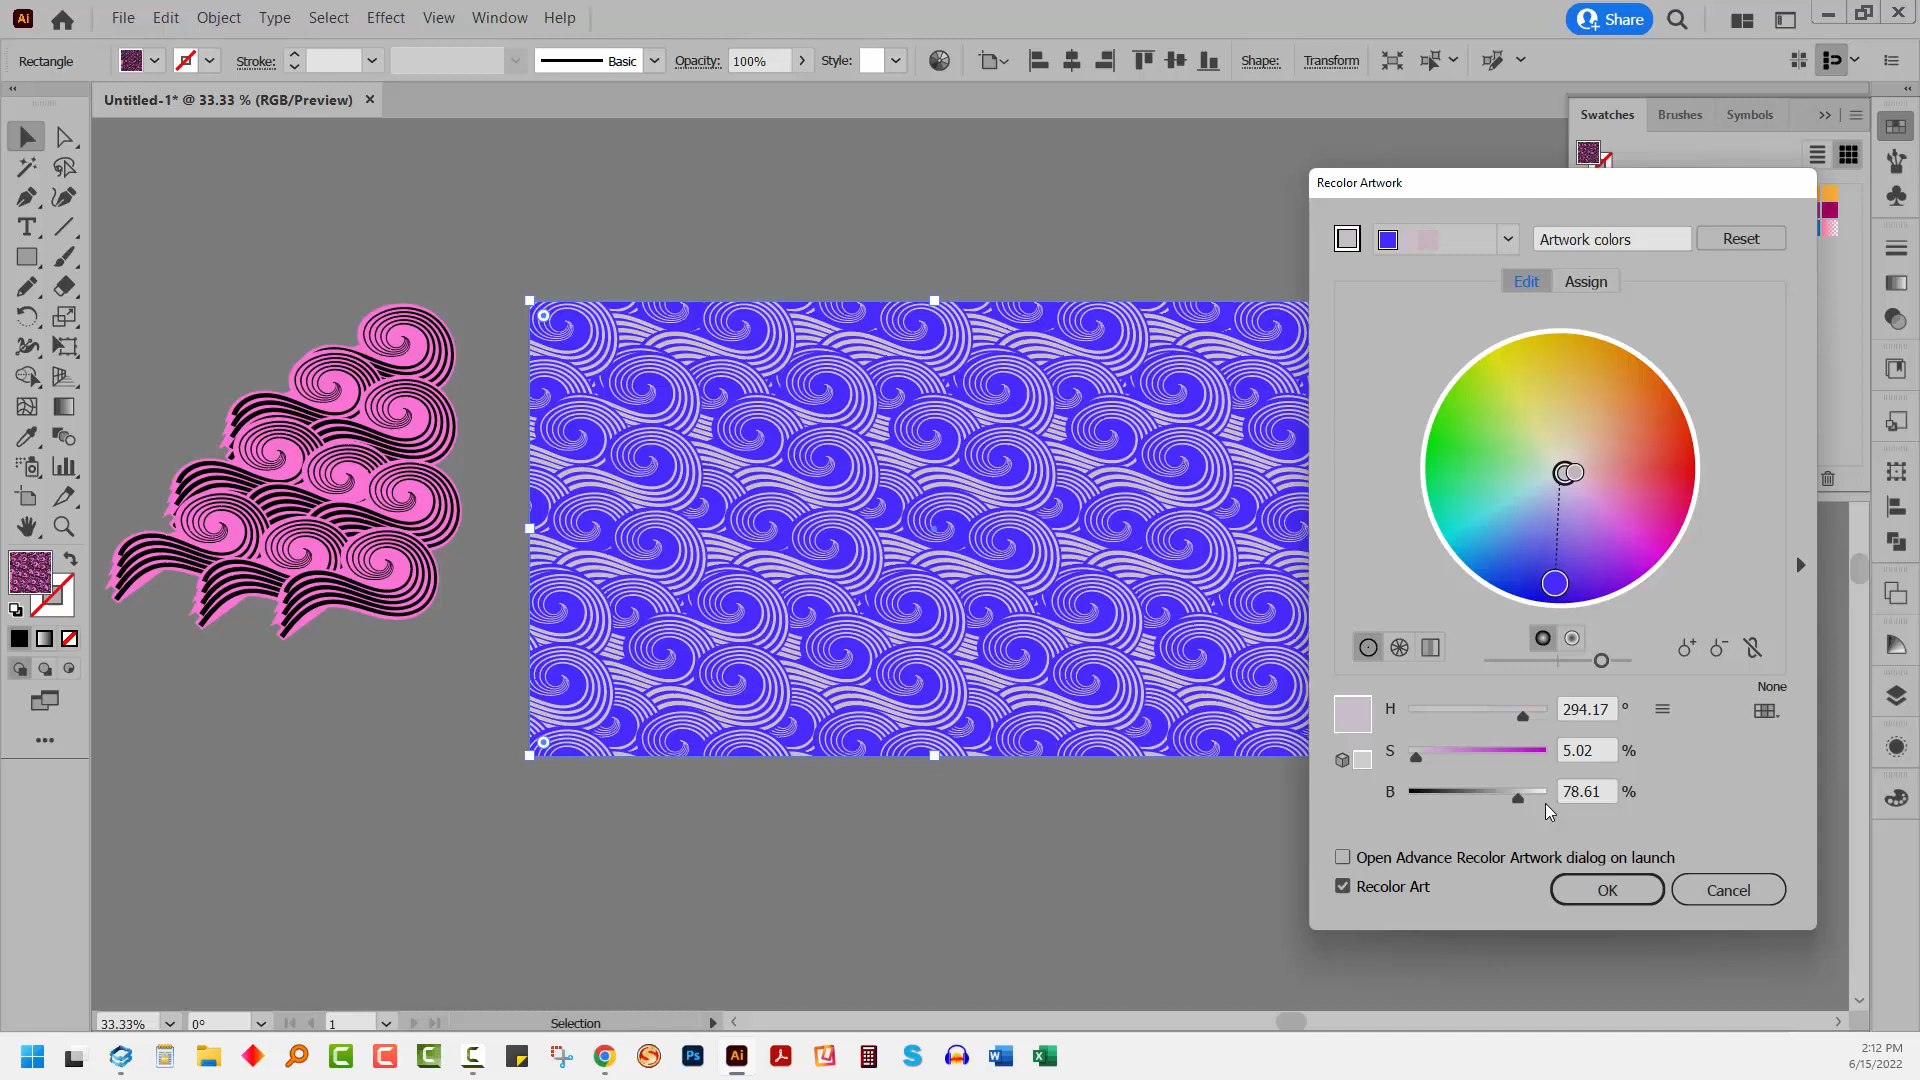 Ai File Edit Object Type Select Effect View Window Help Share
Rectangle Stroke: Basic Opacity: 100% Style: Shape: Transform
Untitled-1* @ 33.33 % (RGB/Preview)
Swatches Brushes Symbols
Recolor Artwork
Artwork colors Reset
Edit Assign
None
H 294.17 °
S 5.02 %
B 78.61 %
Open Advance Recolor Artwork dialog on launch
Recolor Art OK Cancel
33.33% 0° 1 Selection
Ps Ai
2:12 PM
6/15/2022